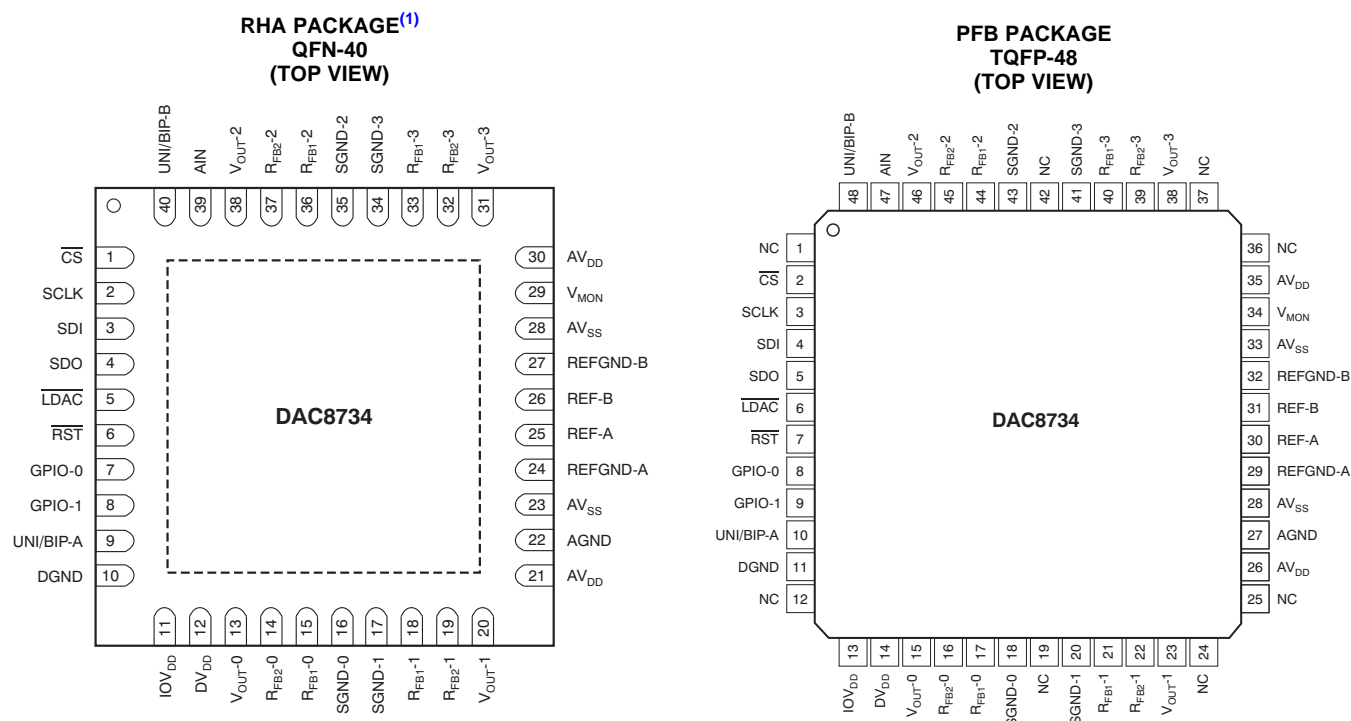 RHA PACKAGE(1)
QFN-40
(TOP VIEW)
UNI/BIP-B
AIN
VOUT-2
RFB2-2
RFB1-2
SGND-2
SGND-3
RFB1-3
RFB2-3
VOUT-3
40 39 38 37 36 35 34 33 32 31
CS 1
SCLK 2
SDI 3
SDO 4
LDAC 5
RST 6
GPIO-0 7
GPIO-1 8
UNI/BIP-A 9
DGND 10
DAC8734
30 AVDD
29 VMON
28 AVSS
27 REFGND-B
26 REF-B
25 REF-A
24 REFGND-A
23 AVSS
22 AGND
21 AVDD
11 12 13 14 15 16 17 18 19 20
IOVDD
DVDD
VOUT-0
RFB2-0
RFB1-0
SGND-0
SGND-1
RFB1-1
RFB2-1
VOUT-1
PFB PACKAGE
TQFP-48
(TOP VIEW)
UNI/BIP-B
AIN
VOUT-2
RFB2-2
RFB1-2
SGND-2
NC
SGND-3
RFB1-3
RFB2-3
VOUT-3
NC
48 47 46 45 44 43 42 41 40 39 38 37
NC 1
CS 2
SCLK 3
SDI 4
SDO 5
LDAC 6
RST 7
GPIO-0 8
GPIO-1 9
UNI/BIP-A 10
DGND 11
NC 12
DAC8734
36 NC
35 AVDD
34 VMON
33 AVSS
32 REFGND-B
31 REF-B
30 REF-A
29 REFGND-A
28 AVSS
27 AGND
26 AVDD
25 NC
13 14 15 16 17 18 19 20 21 22 23 24
IOVDD
DVDD
VOUT-0
RFB2-0
RFB1-0
SGND-0
NC
SGND-1
RFB1-1
RFB2-1
VOUT-1
NC